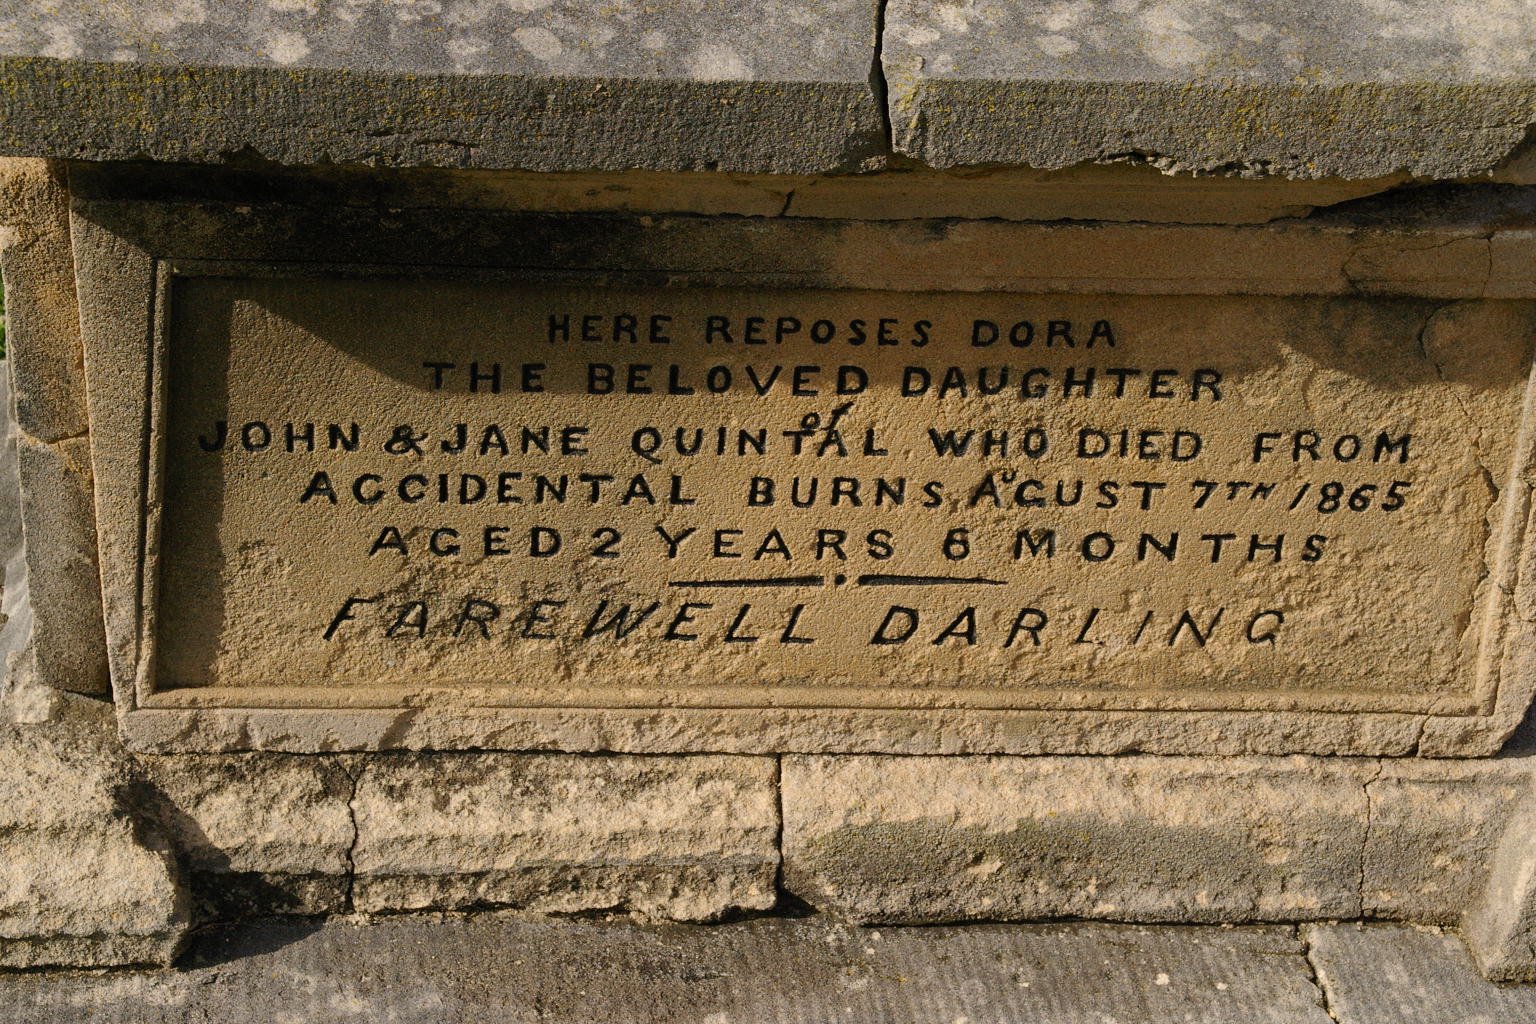 HERE REPOSES DORA
THE BELOVED DAUGHTER
of
JOHN & JANE QUINTAL WHO DIED FROM
ACCIDENTAL BURNS AUGUST 7TH 1865
AGED 2 YEARS 6 MONTHS
FAREWELL DARLING